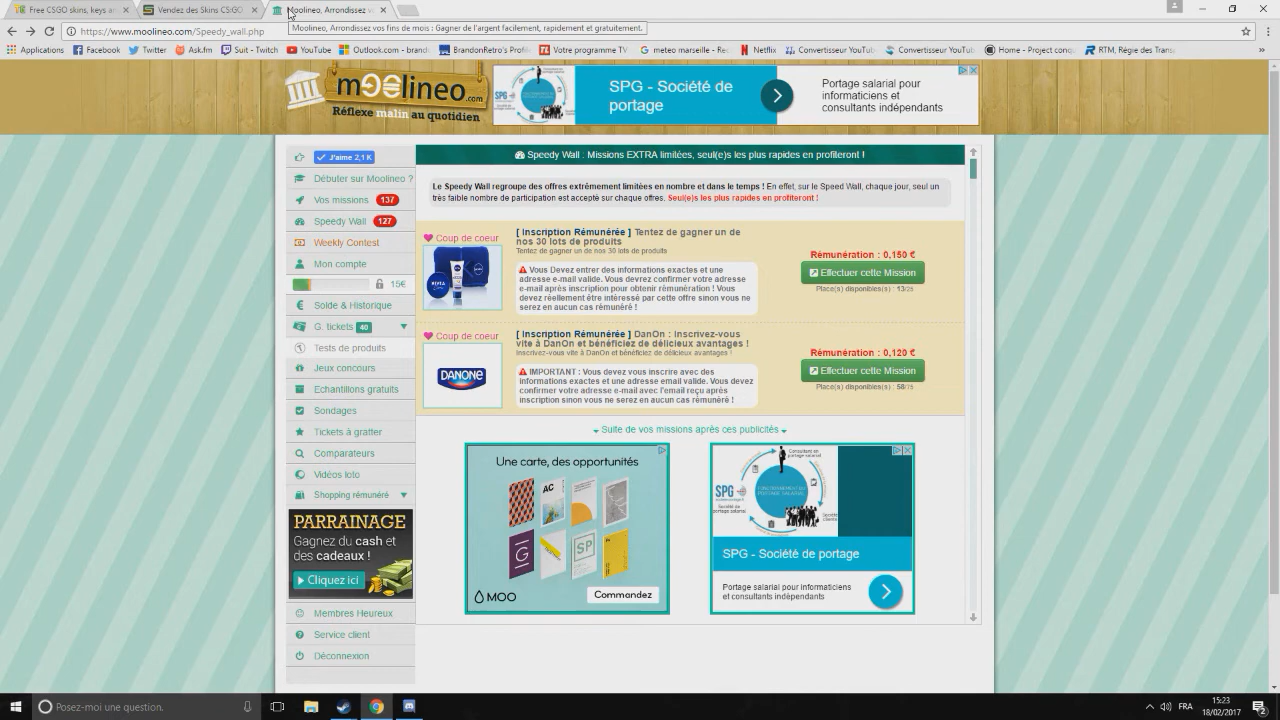 Free CSGO skins, keys ar
Vendez des Skins CS:GO
Moolineo, Arrondissez v
Moolineo, Arrondissez vos fins de mois : Gagner de l'argent facilement, rapidement et gratuitement.
https://www.moolineo.com/Speedy_wall.php
Applications
Facebook
Twitter
Ask.fm
Suit - Twitch
YouTube
Outlook.com - brand
BrandonRetro's Profil
Votre programme TV
meteo marseille - Re
Netflix
Convertisseur YouTub
Convertisseur YouTub
Home - Project conqu
RTM, Régie des Trans
moolineo.com
Réflexe malin au quotidien
SPG - Société de portage
Portage salarial pour
informaticiens et
consultants indépendants
J'aime 2,1 K
Débuter sur Moolineo ?
Vos missions 137
Speedy Wall 127
Weekly Contest
Mon compte
15€
Solde & Historique
G. tickets 40
Tests de produits
Jeux concours
Echantillons gratuits
Sondages
Tickets à gratter
Comparateurs
Vidéos loto
Shopping rémunéré
PARRAINAGE
Gagnez du cash et
des cadeaux !
Cliquez ici
Membres Heureux
Service client
Déconnexion
Speedy Wall : Missions EXTRA limitées, seul(e)s les plus rapides en profiteront !
Le Speedy Wall regroupe des offres extrêmement limitées en nombre et dans le temps ! En effet, sur le Speed Wall, chaque jour, seul un
très faible nombre de participation est accepté sur chaque offres. Seul(e)s les plus rapides en profiteront !
Coup de coeur
NIVEA
[ Inscription Rémunérée ] Tentez de gagner un de
nos 30 lots de produits
Tentez de gagner un de nos 30 lots de produits
Vous Devez entrer des informations exactes et une
adresse e-mail valide. Vous devrez confirmer votre adresse
e-mail après inscription pour obtenir rémunération ! Vous
devez réellement être intéressé par cette offre sinon vous ne
serez en aucun cas rémunéré !
Rémunération : 0,150 €
Effectuer cette Mission
Place(s) disponibles(s) : 13/25
Coup de coeur
DANONE
[ Inscription Rémunérée ] DanOn : Inscrivez-vous
vite à DanOn et bénéficiez de délicieux avantages !
Inscrivez-vous vite à DanOn et bénéficiez de délicieux avantages !
IMPORTANT : Vous devez vous inscrire avec des
informations exactes et une adresse email valide. Vous devez
confirmer votre adresse e-mail avec l'email reçu après
inscription sinon vous ne serez en aucun cas rémunéré !
Rémunération : 0,120 €
Effectuer cette Mission
Place(s) disponibles(s) : 58/75
Suite de vos missions après ces publicités
Une carte, des opportunités
AC
G
SP
MOO
Commandez
SPG - Société de portage
Portage salarial pour informaticiens
et consultants indépendants
Posez-moi une question.
FRA
15:23
18/02/2017